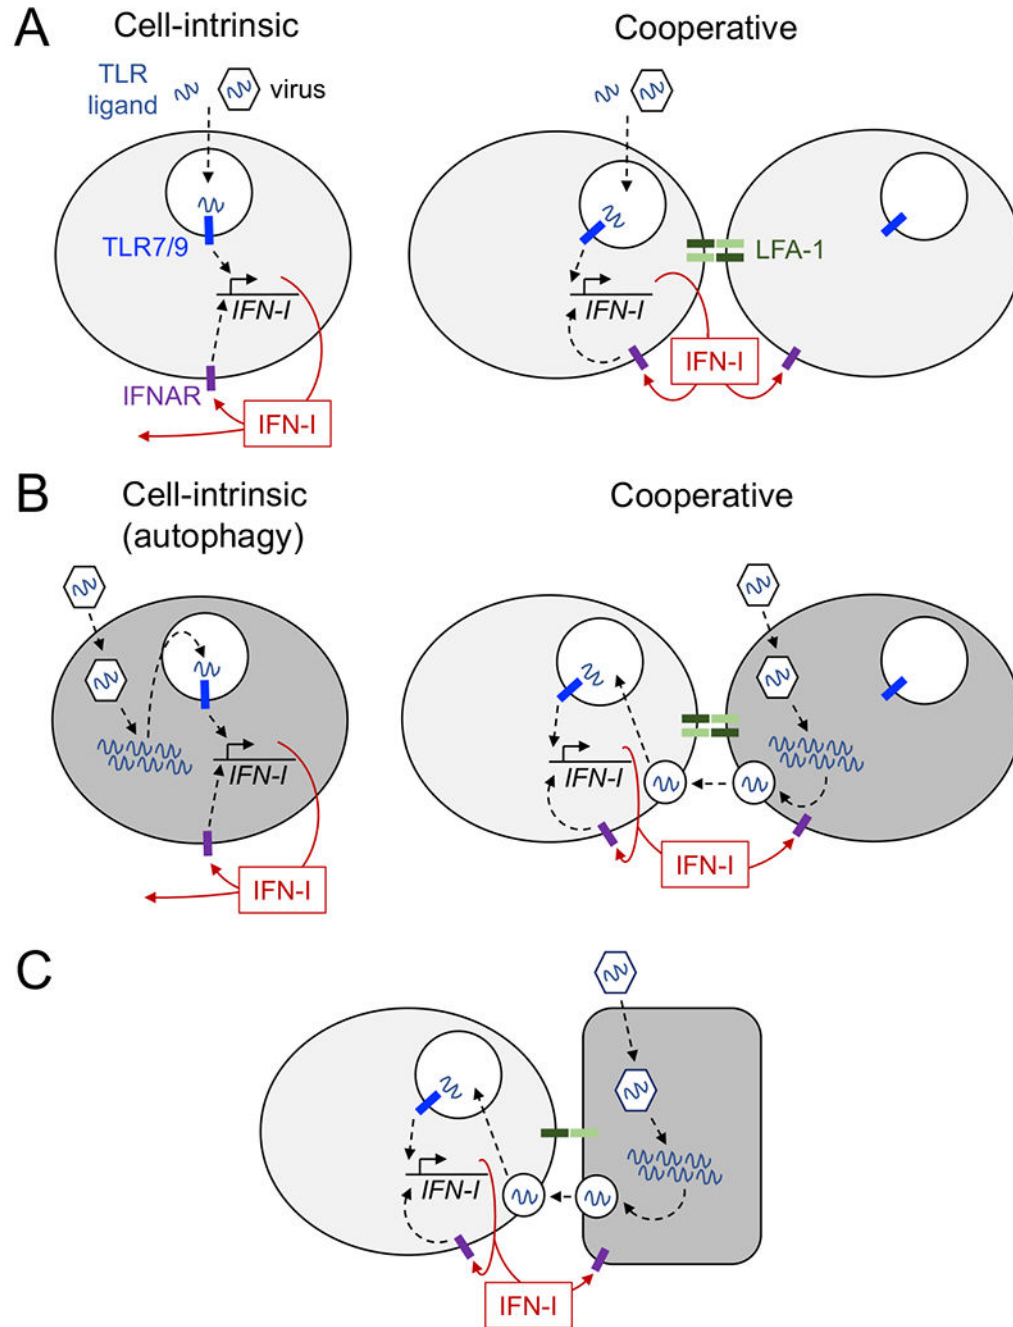 A
Cell-intrinsic
Cooperative
TLR
ligand
virus
TLR7/9
IFN-I
IFNAR
IFN-I
LFA-1
IFN-I
IFN-I
B
Cell-intrinsic
(autophagy)
Cooperative
IFN-I
IFN-I
IFN-I
IFN-I
C
IFN-I
IFN-I